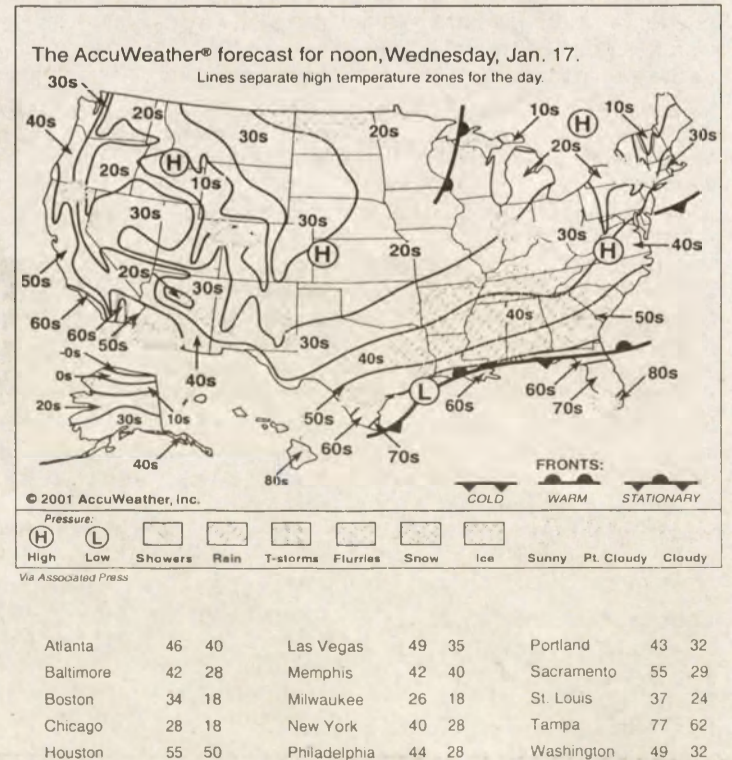 The AccuWeather® forecast for noon, Wednesday, Jan. 17.
Lines separate high temperature zones for the day.
30s
40s
20s
30s
20s
10s
10s
30s
20s
20s
10s
30s
30s
20s
30s
20s
30s
40s
50s
60s
60s
50s
40s
30s
30s
40s
40s
50s
50s
60s
70s
60s
60s
70s
80s
-0s
0s
20s
30s
10s
40s
80s
H
H
H
H
L
FRONTS:
COLD WARM STATIONARY
© 2001 AccuWeather, Inc.
Pressure:
H L
High Low Showers Rain T-storms Flurries Snow Ice Sunny Pt. Cloudy Cloudy
Via Associated Press
Atlanta 46 40 Las Vegas 49 35 Portland 43 32
Baltimore 42 28 Memphis 42 40 Sacramento 55 29
Boston 34 18 Milwaukee 26 18 St. Louis 37 24
Chicago 28 18 New York 40 28 Tampa 77 62
Houston 55 50 Philadelphia 44 28 Washington 49 32